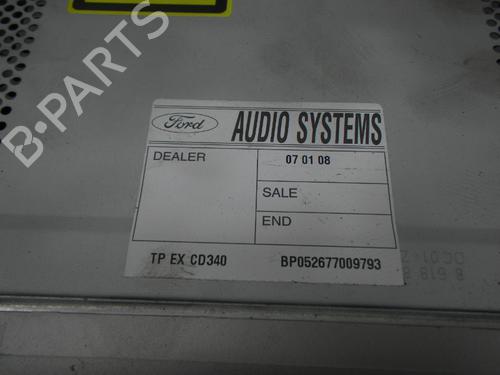 B-PARTS
Ford
AUDIO SYSTEMS
DEALER
07 01 08
SALE
END
TP EX CD340
BP052677009793